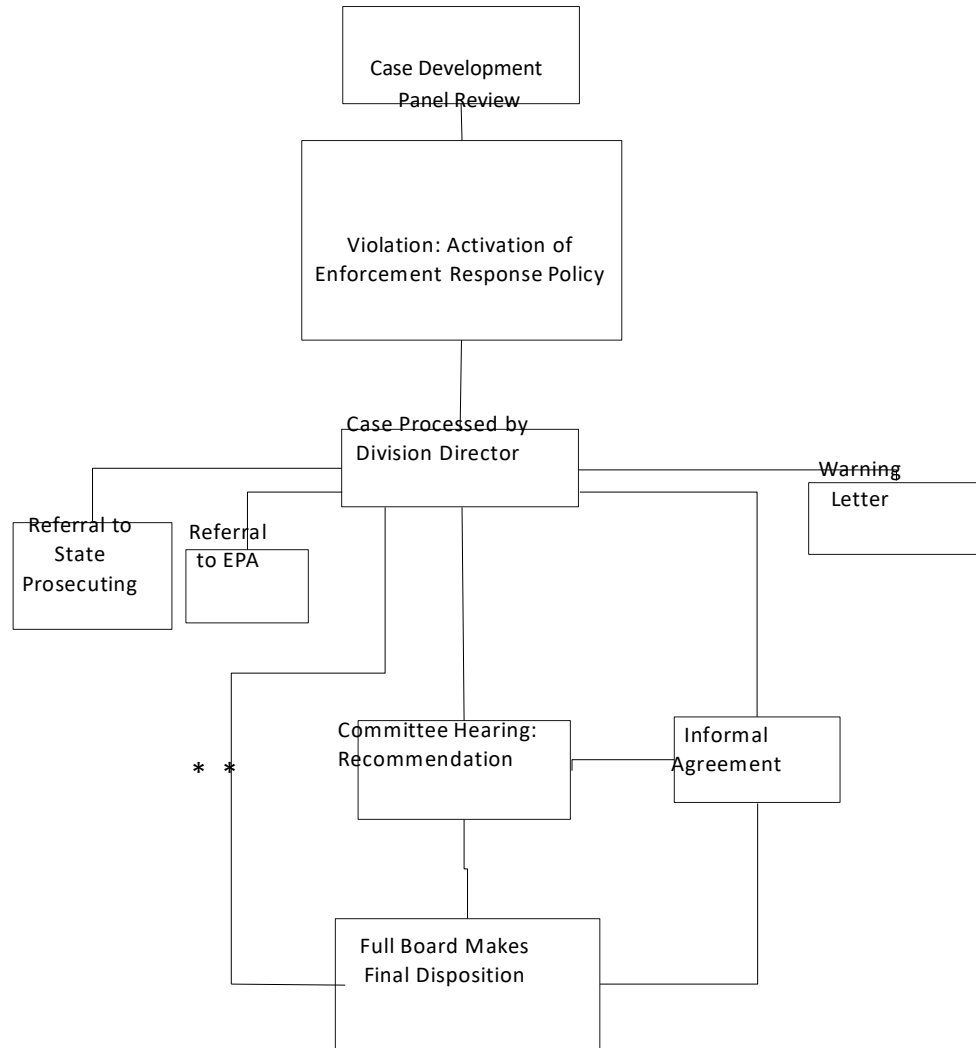 Case Development
Panel Review
Violation: Activation of
Enforcement Response Policy
Case Processed by
Division Director
Warning
Letter
Referral to
State
Prosecuting
Referral
to EPA
Committee Hearing:
Recommendation
Informal
Agreement
* *
Full Board Makes
Final Disposition